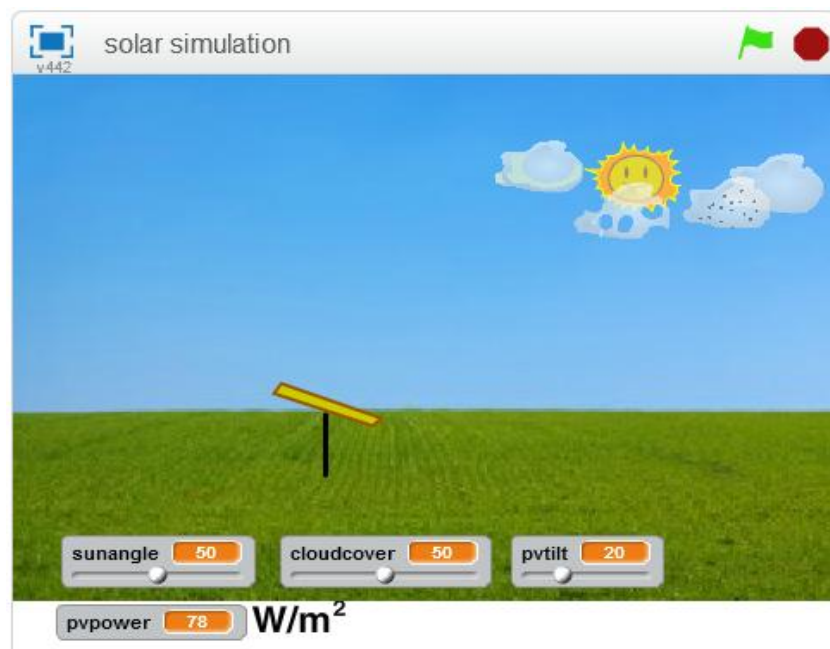 solar simulation
v442
sunangle 50
cloudcover 50
pvtilt 20
pvpower 78 W/m²